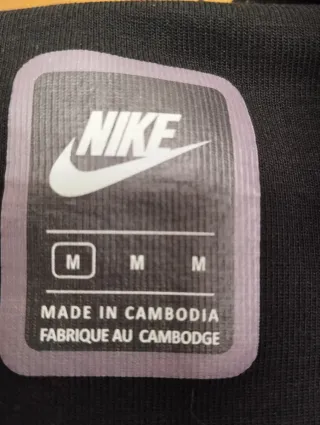 NIKE
M M M
MADE IN CAMBODIA
FABRIQUE AU CAMBODGE